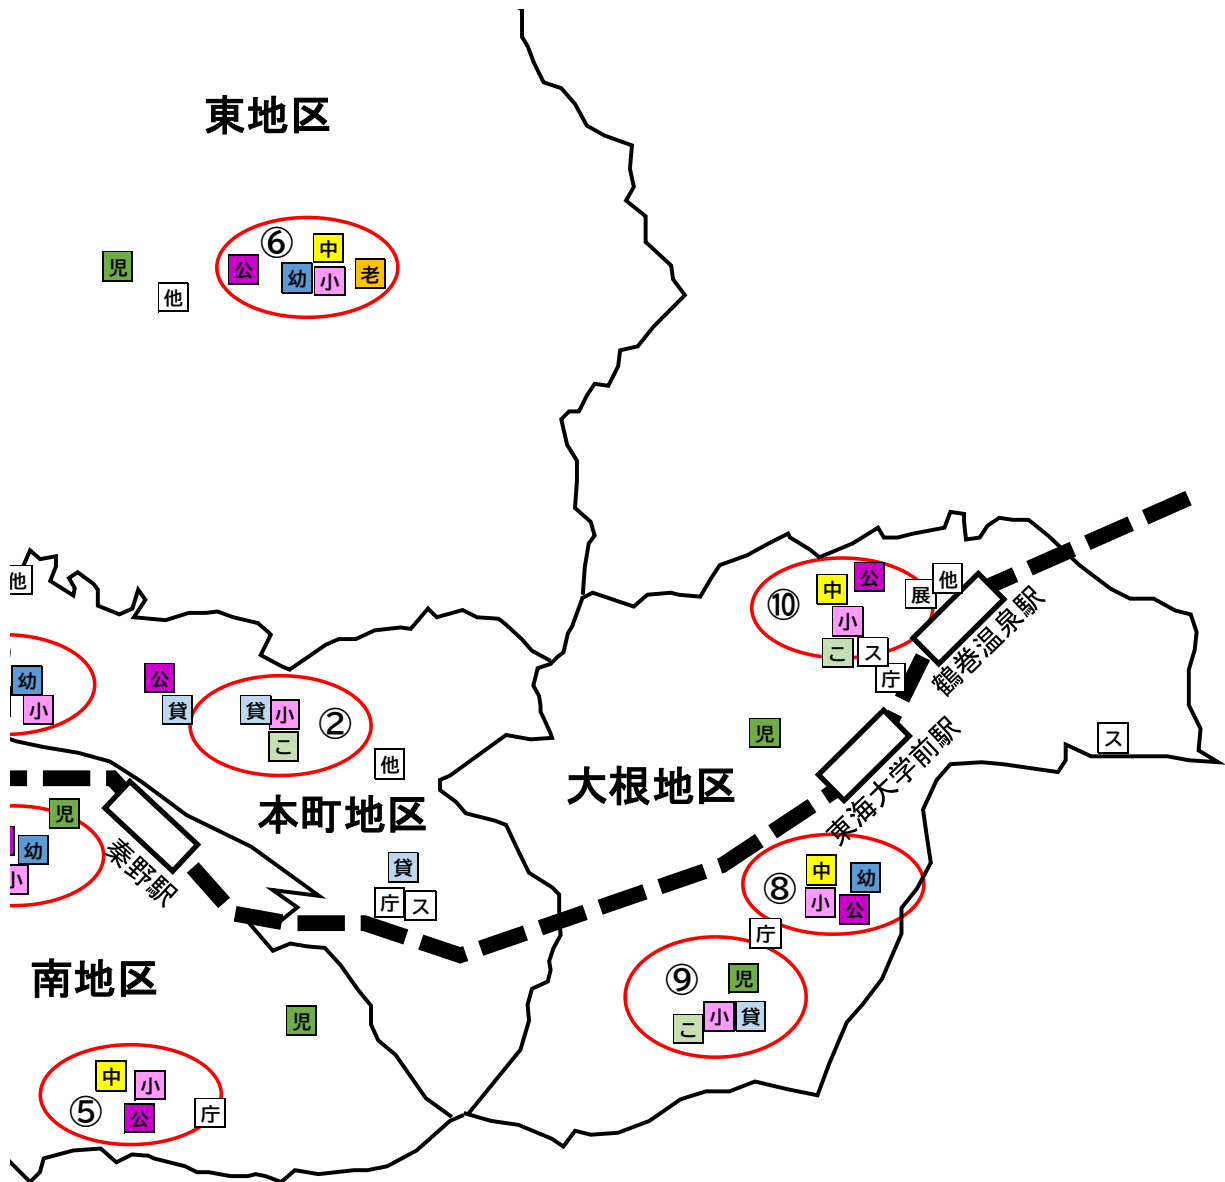 東地区
⑥
中
児
公
幼
小
老
他
他
⑩
中
公
展
他
小
こ
ス
庁
鶴巻温泉駅
幼
小
公
貸
貸
小
②
こ
他
児
東海大学前駅
ス
大根地区
本町地区
児
幼
小
秦野駅
貸
庁
ス
⑧
中
幼
小
公
庁
南地区
⑨
児
こ
小
貸
児
中
小
⑤
公
庁